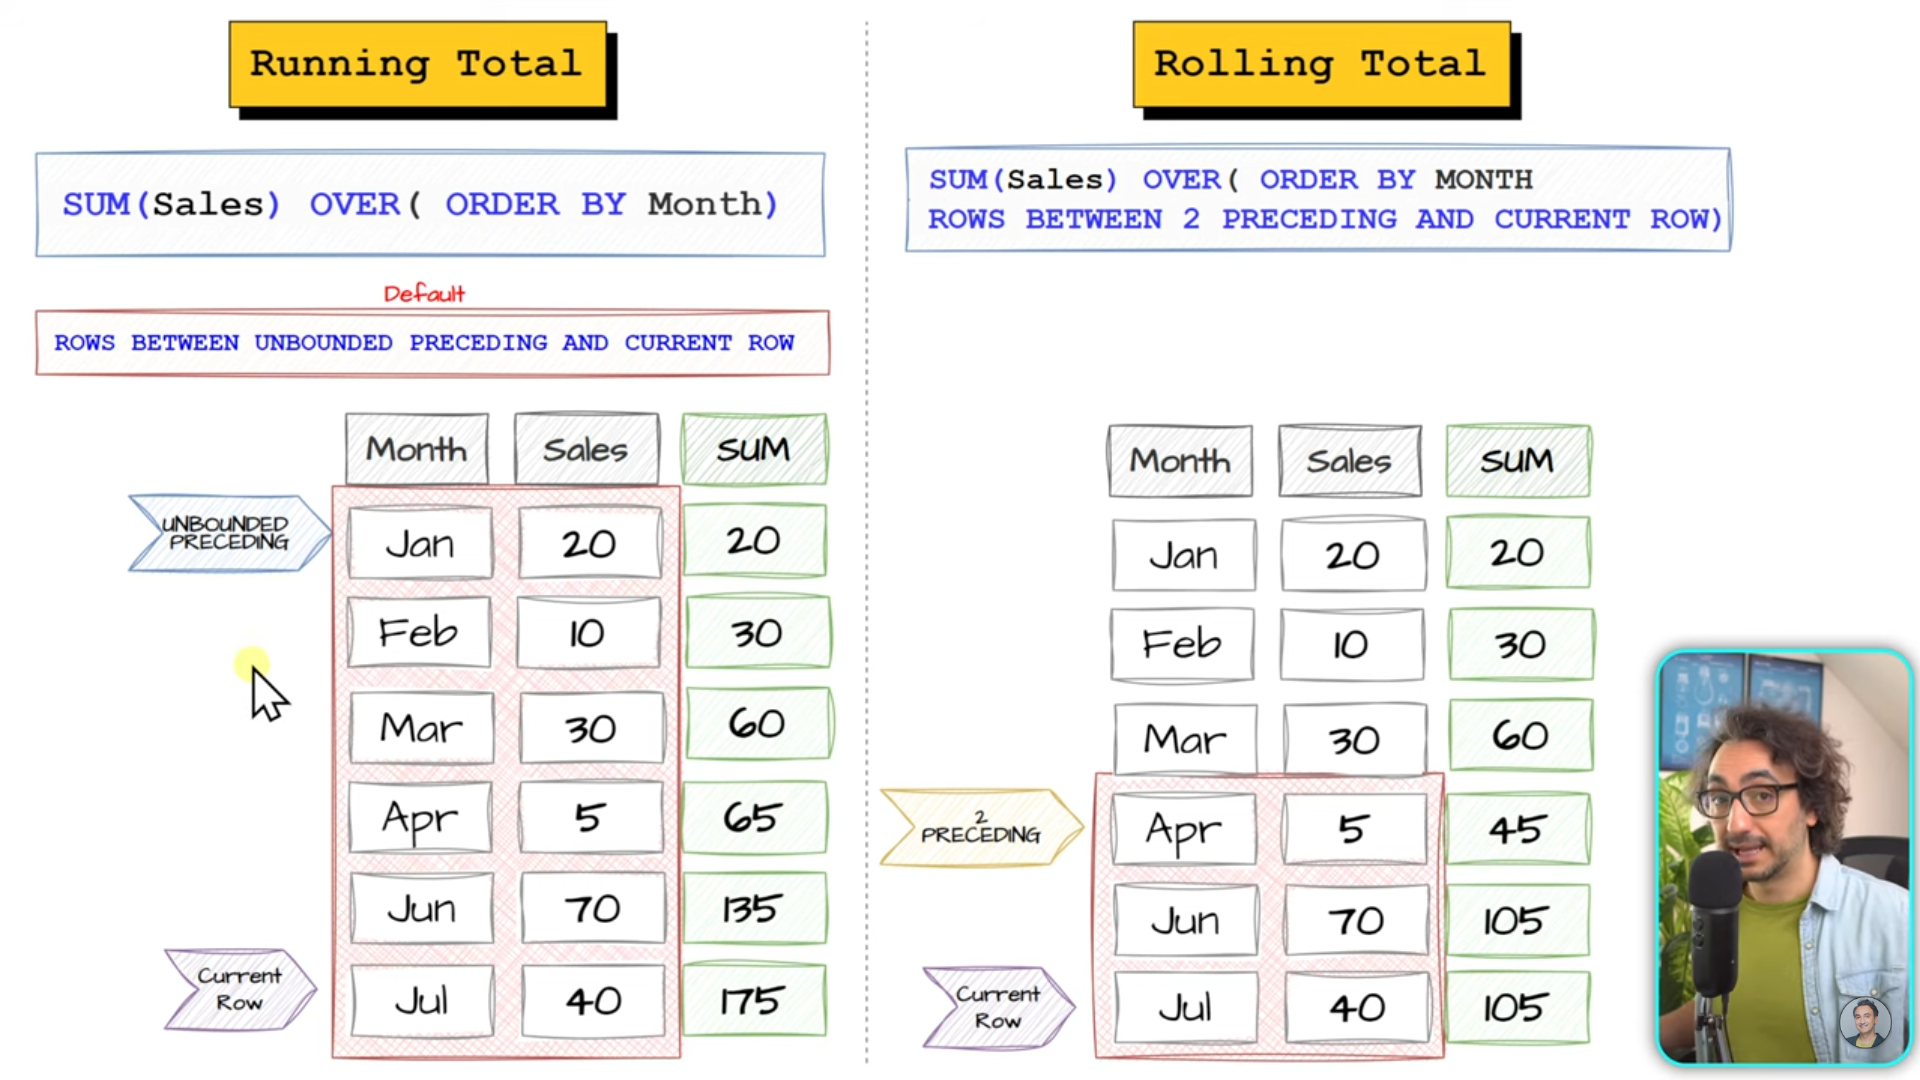 Running Total
SUM(Sales) OVER( ORDER BY Month)
Default
ROWS BETWEEN UNBOUNDED PRECEDING AND CURRENT ROW
Month Sales SUM
UNBOUNDED
PRECEDING
Jan 20 20
Feb 10 30
Mar 30 60
Apr 5 65
Jun 70 135
Current
Row
Jul 40 175
Rolling Total
SUM(Sales) OVER( ORDER BY MONTH
ROWS BETWEEN 2 PRECEDING AND CURRENT ROW)
Month Sales SUM
Jan 20 20
Feb 10 30
Mar 30 60
2
PRECEDING
Apr 5 45
Jun 70 105
Current
Row
Jul 40 105